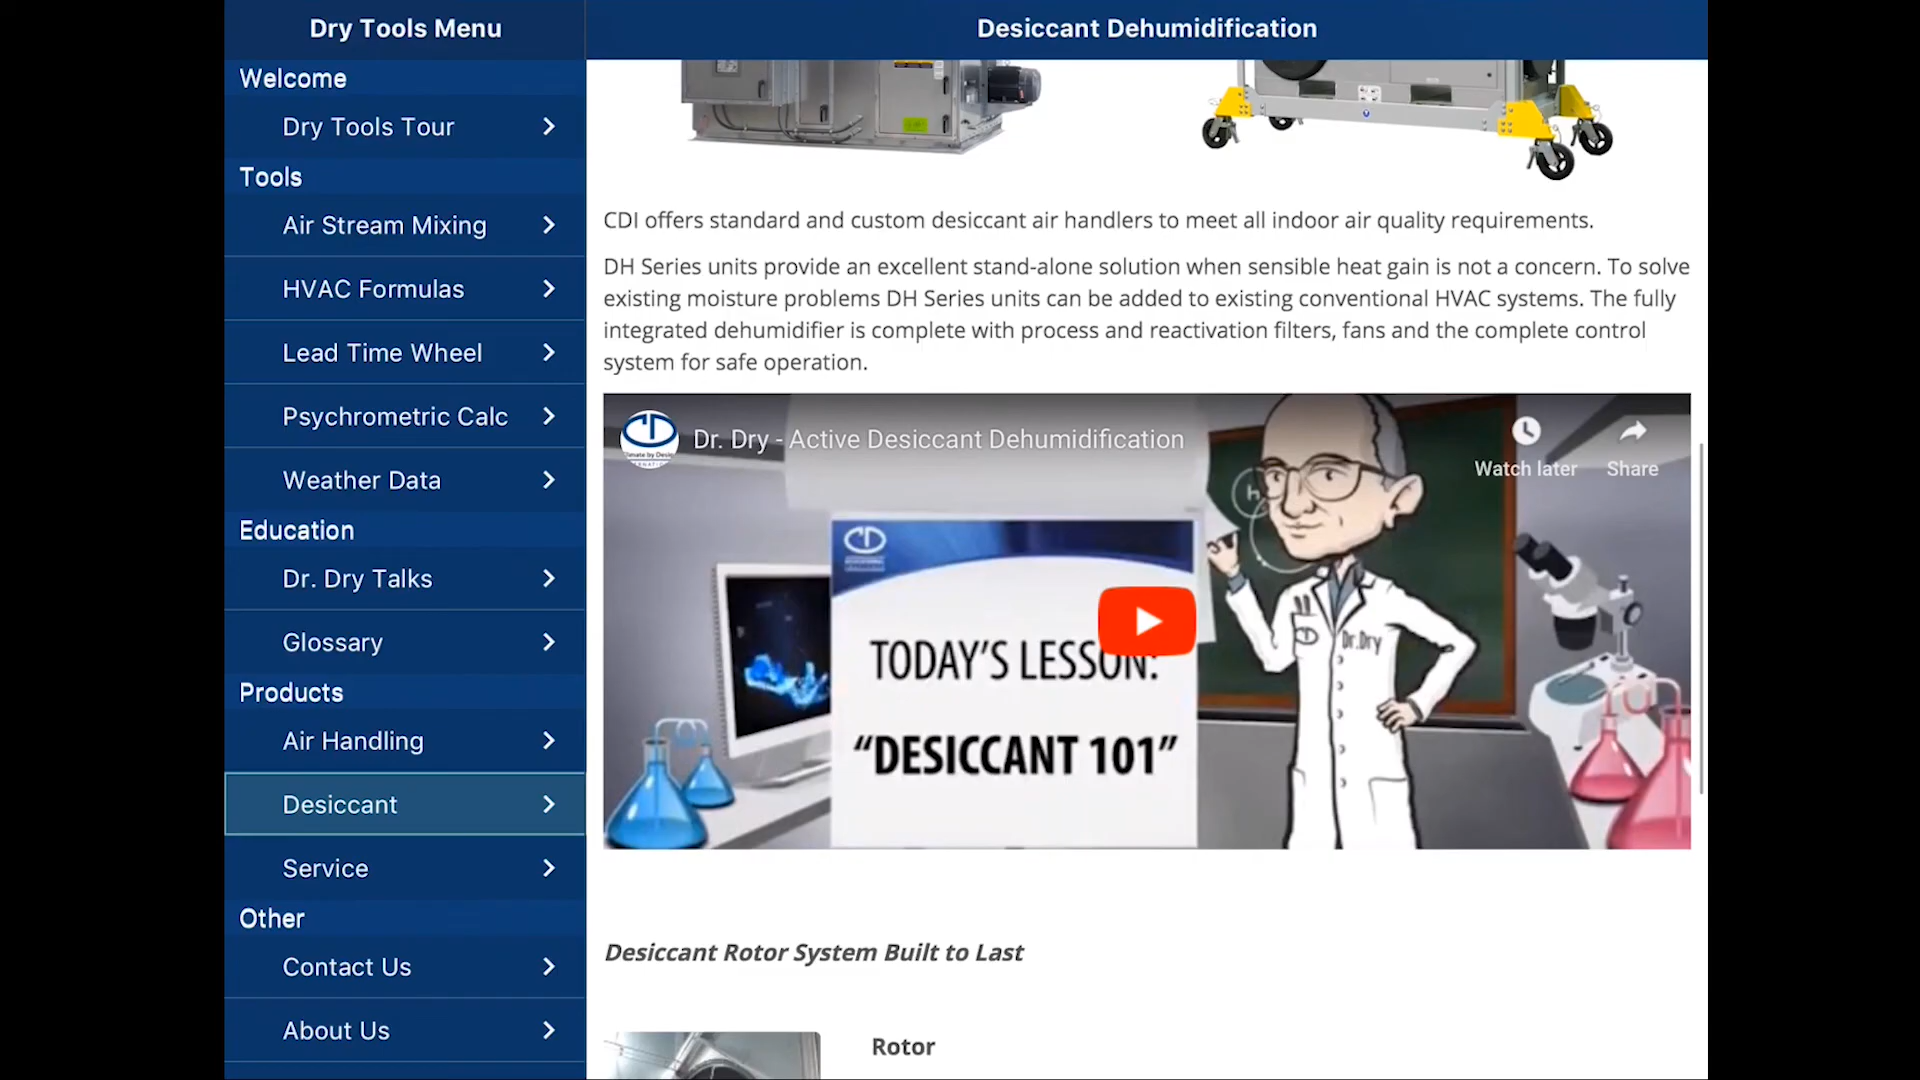 Dry Tools Menu
Desiccant Dehumidification
Welcome
Dry Tools Tour
Tools
Air Stream Mixing
HVAC Formulas
Lead Time Wheel
Psychrometric Calc
Weather Data
Education
Dr. Dry Talks
Glossary
Products
Air Handling
Desiccant
Service
Other
Contact Us
About Us
CDI offers standard and custom desiccant air handlers to meet all indoor air quality requirements.
DH Series units provide an excellent stand-alone solution when sensible heat gain is not a concern. To solve
existing moisture problems DH Series units can be added to existing conventional HVAC systems. The fully
integrated dehumidifier is complete with process and reactivation filters, fans and the complete control
system for safe operation.
Dr. Dry - Active Desiccant Dehumidification
Watch later
Share
h
Dr. Dry
TODAY'S LESSON:
“DESICCANT 101”
Desiccant Rotor System Built to Last
Rotor